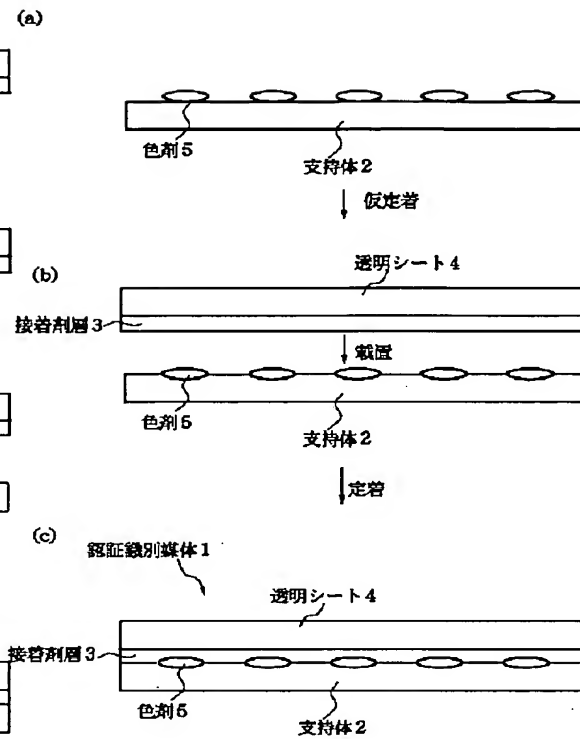 (a)
色剤5
支持体2
仮定着
(b)
透明シート4
接着剤層3
載置
色剤5
支持体2
定着
(c)
認証識別媒体1
透明シート4
接着剤層3
色剤5
支持体2